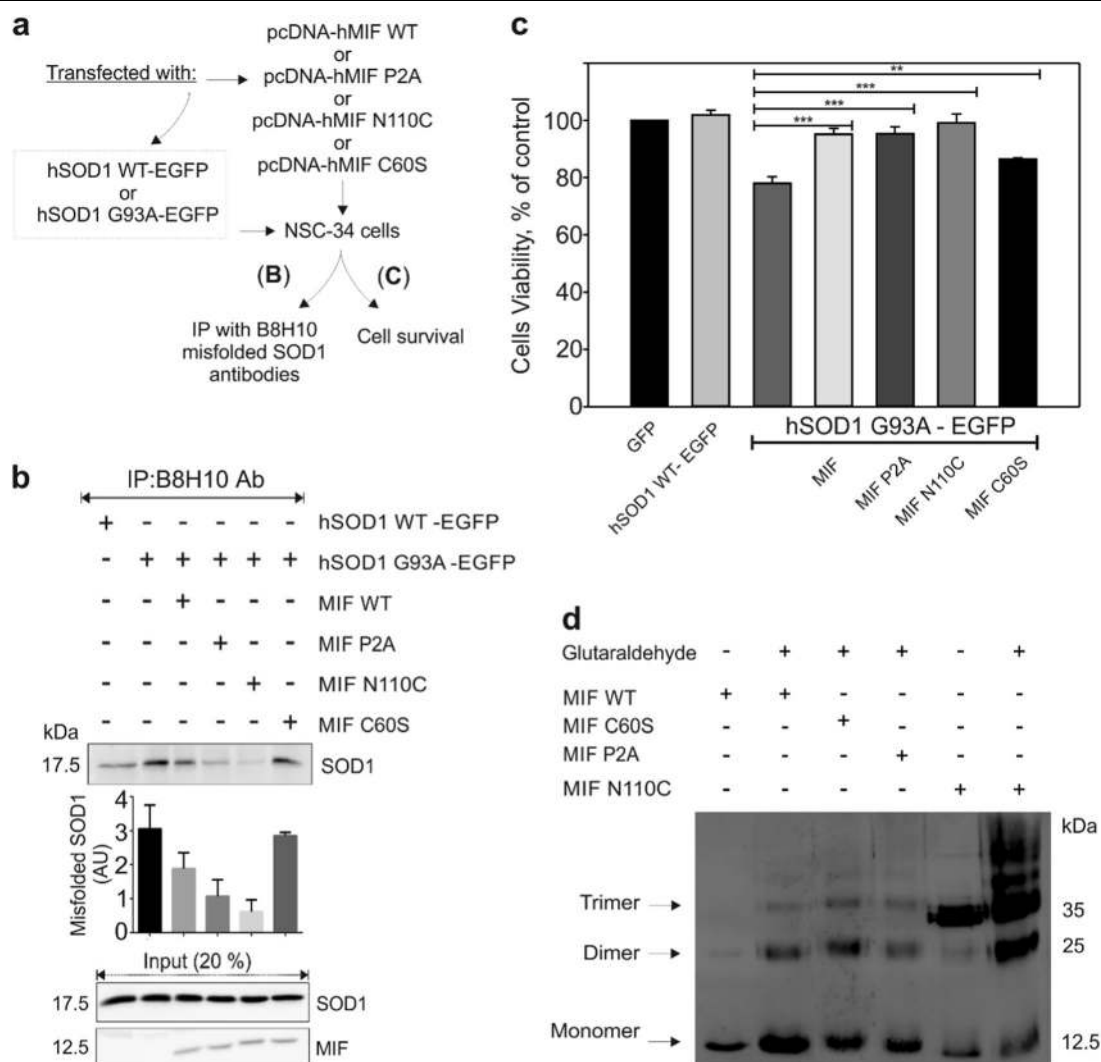 a
Transfected with:
pcDNA-hMIF WT
or
pcDNA-hMIF P2A
or
pcDNA-hMIF N110C
or
pcDNA-hMIF C60S
hSOD1 WT-EGFP
or
hSOD1 G93A-EGFP
NSC-34 cells
(B)
(C)
IP with B8H10
misfolded SOD1
antibodies
Cell survival
b
IP:B8H10 Ab
+ - - - - - hSOD1 WT -EGFP
- + + + + + hSOD1 G93A -EGFP
- - + - - - MIF WT
- - - + - - MIF P2A
- - - - + - MIF N110C
- - - - - + MIF C60S
kDa
17.5 SOD1
Misfolded SOD1
(AU)
4
3
2
1
0
Input (20 %)
17.5 SOD1
12.5 MIF
c
Cells Viability, % of control
100
80
60
40
20
0
**
***
***
***
GFP
hSOD1 WT- EGFP
hSOD1 G93A - EGFP
MIF
MIF P2A
MIF N110C
MIF C60S
d
Glutaraldehyde - + + + - +
MIF WT + + - - - -
MIF C60S - - + - - -
MIF P2A - - - + - -
MIF N110C - - - - + +
kDa
Trimer 35
Dimer 25
Monomer 12.5